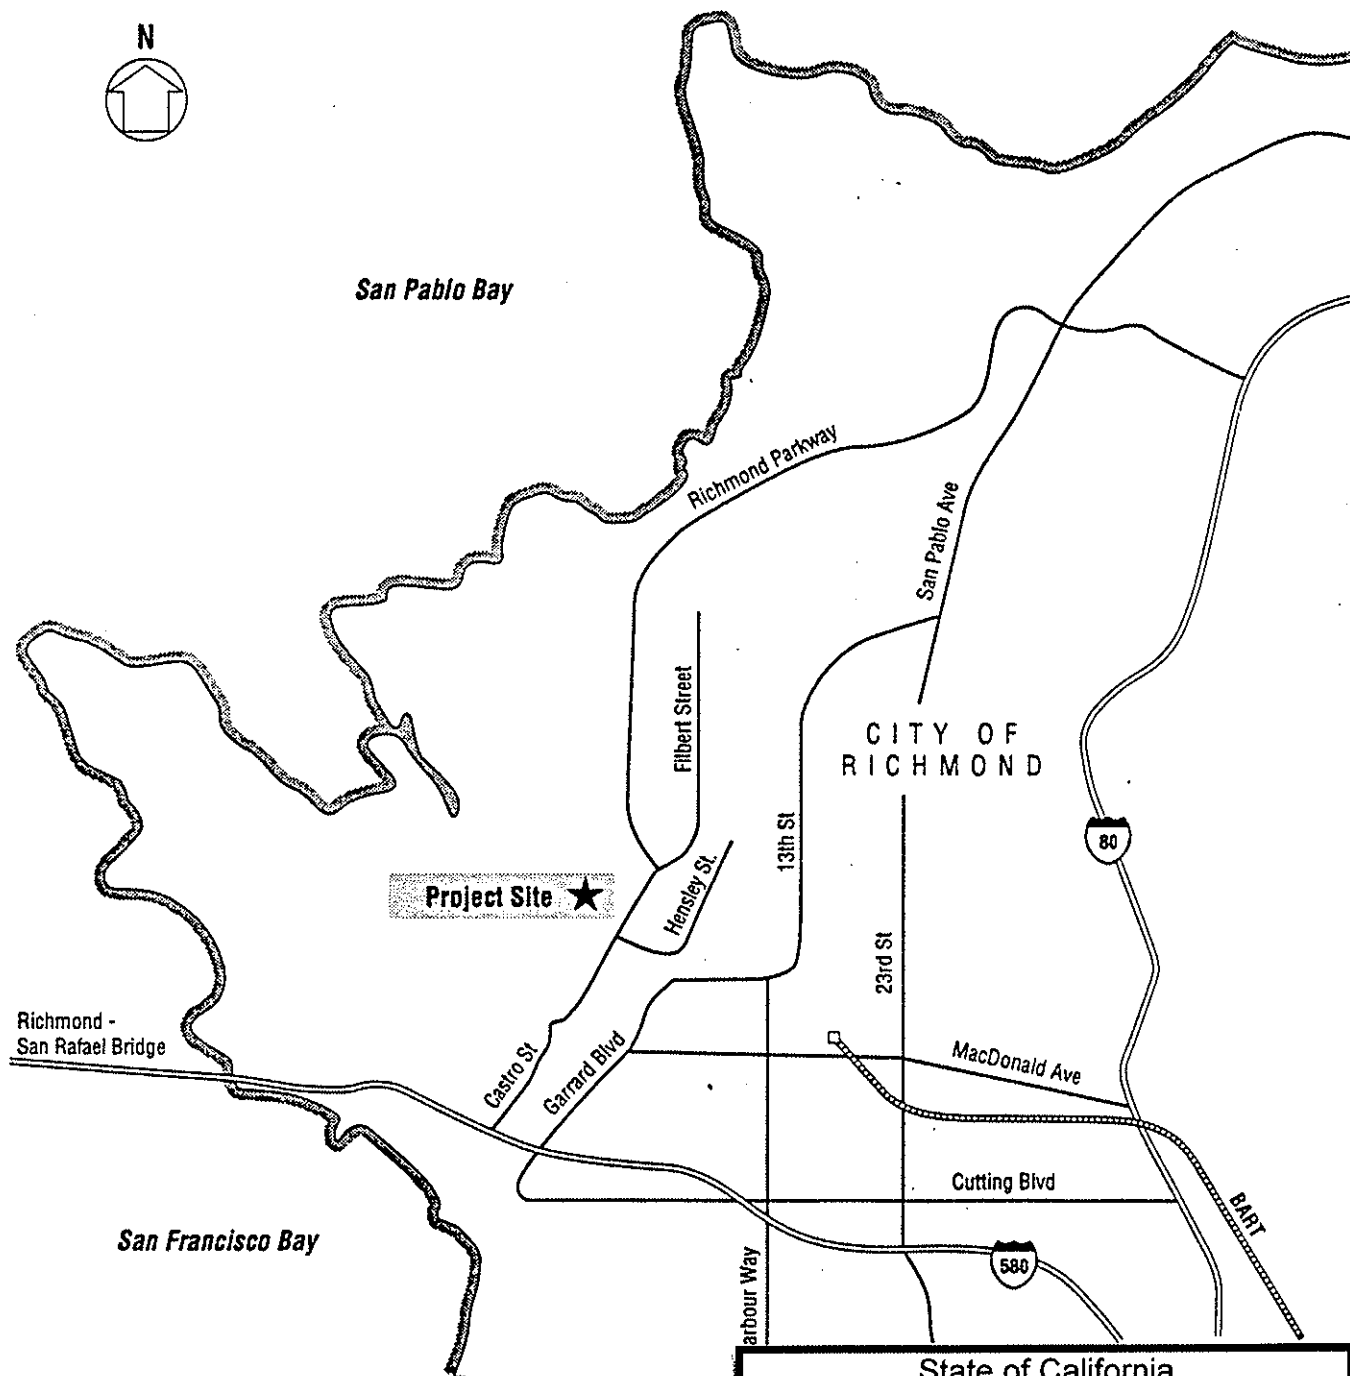 N
San Pablo Bay
Richmond Parkway
San Pablo Ave
Filbert Street
CITY OF
RICHMOND
13th St
80
Hensley St.
Project Site
23rd St
Richmond -
San Rafael Bridge
MacDonald Ave
Castro St
Garrard Blvd
Cutting Blvd
BART
San Francisco Bay
580
arbour Way
State of California